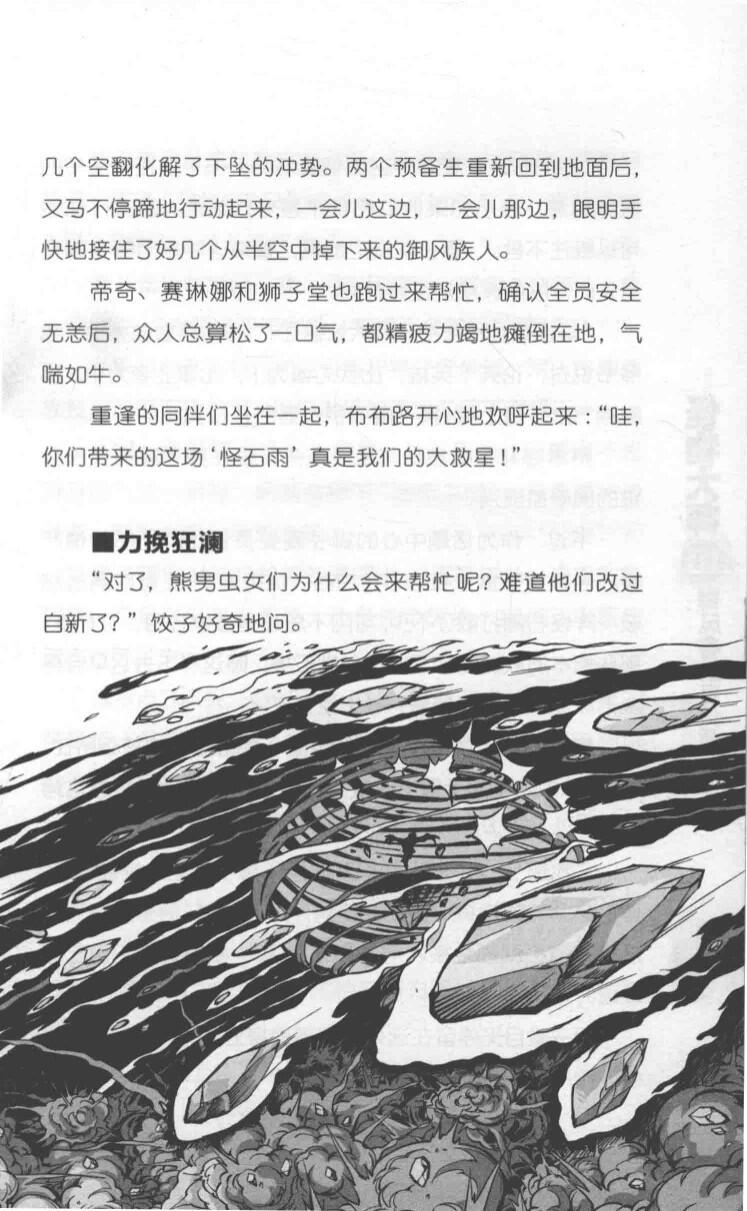 几个空翻化解了下坠的冲势。两个预备生重新回到地面后，
又马不停蹄地行动起来，一会儿这边，一会儿那边，眼明手
快地接住了好几个从半空中掉下来的御风族人。
帝奇、赛琳娜和狮子堂也跑过来帮忙，确认全员安全
无恙后，众人总算松了一口气，都精疲力竭地瘫倒在地，气
喘如牛。
重逢的同伴们坐在一起，布布路开心地欢呼起来：“哇，
你们带来的这场‘怪石雨’真是我们的大救星！”
■力挽狂澜
“对了，熊男虫女们为什么会来帮忙呢？难道他们改过
自新了？”饺子好奇地问。